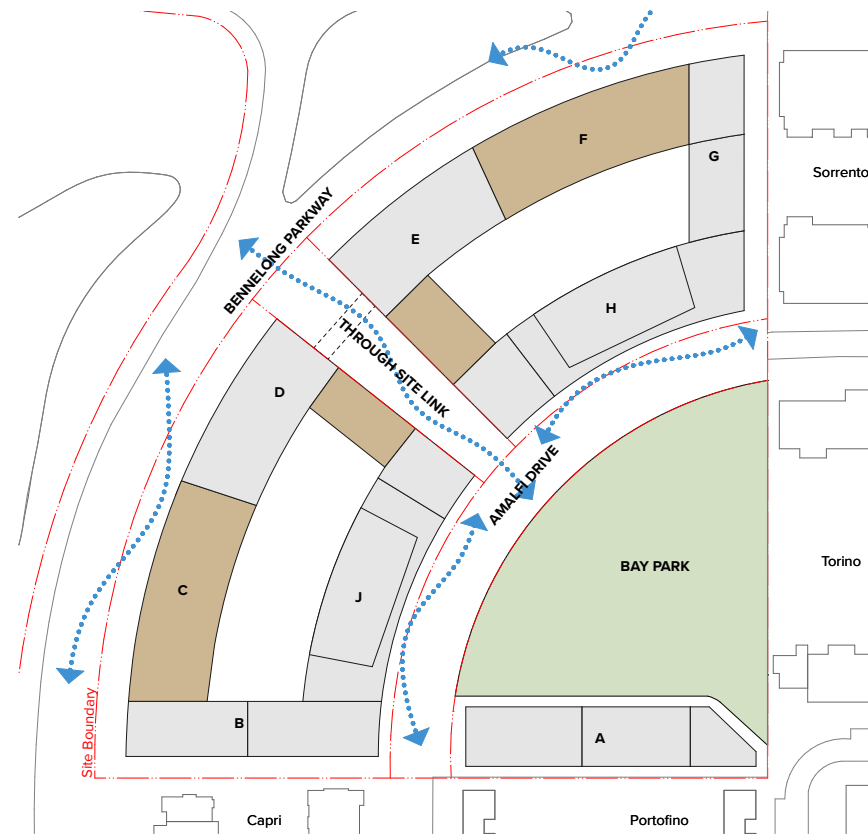 F
G
Sorrento
BENNELONG PARKWAY
E
H
THROUGH SITE LINK
D
AMALFI DRIVE
BAY PARK
Torino
C
J
Site Boundary
B
A
Capri
Portofino